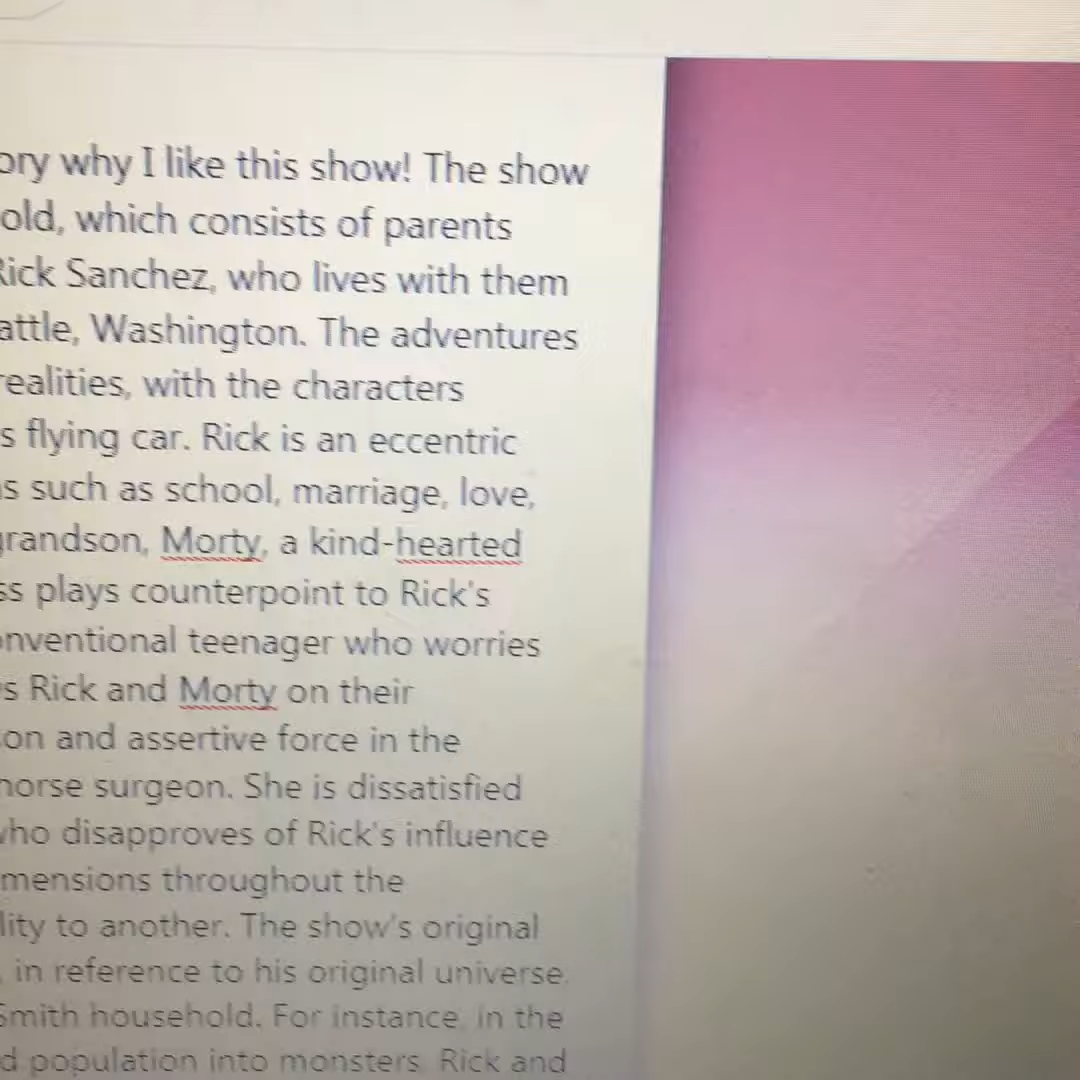 ory why I like this show! The show
old, which consists of parents
Rick Sanchez, who lives with them
attle, Washington. The adventures
realities, with the characters
s flying car. Rick is an eccentric
s such as school, marriage, love,
grandson, Morty, a kind-hearted
ss plays counterpoint to Rick's
onventional teenager who worries
s Rick and Morty on their
on and assertive force in the
horse surgeon. She is dissatisfied
who disapproves of Rick's influence
mensions throughout the
lity to another. The show's original
, in reference to his original universe.
Smith household. For instance, in the
d population into monsters. Rick and